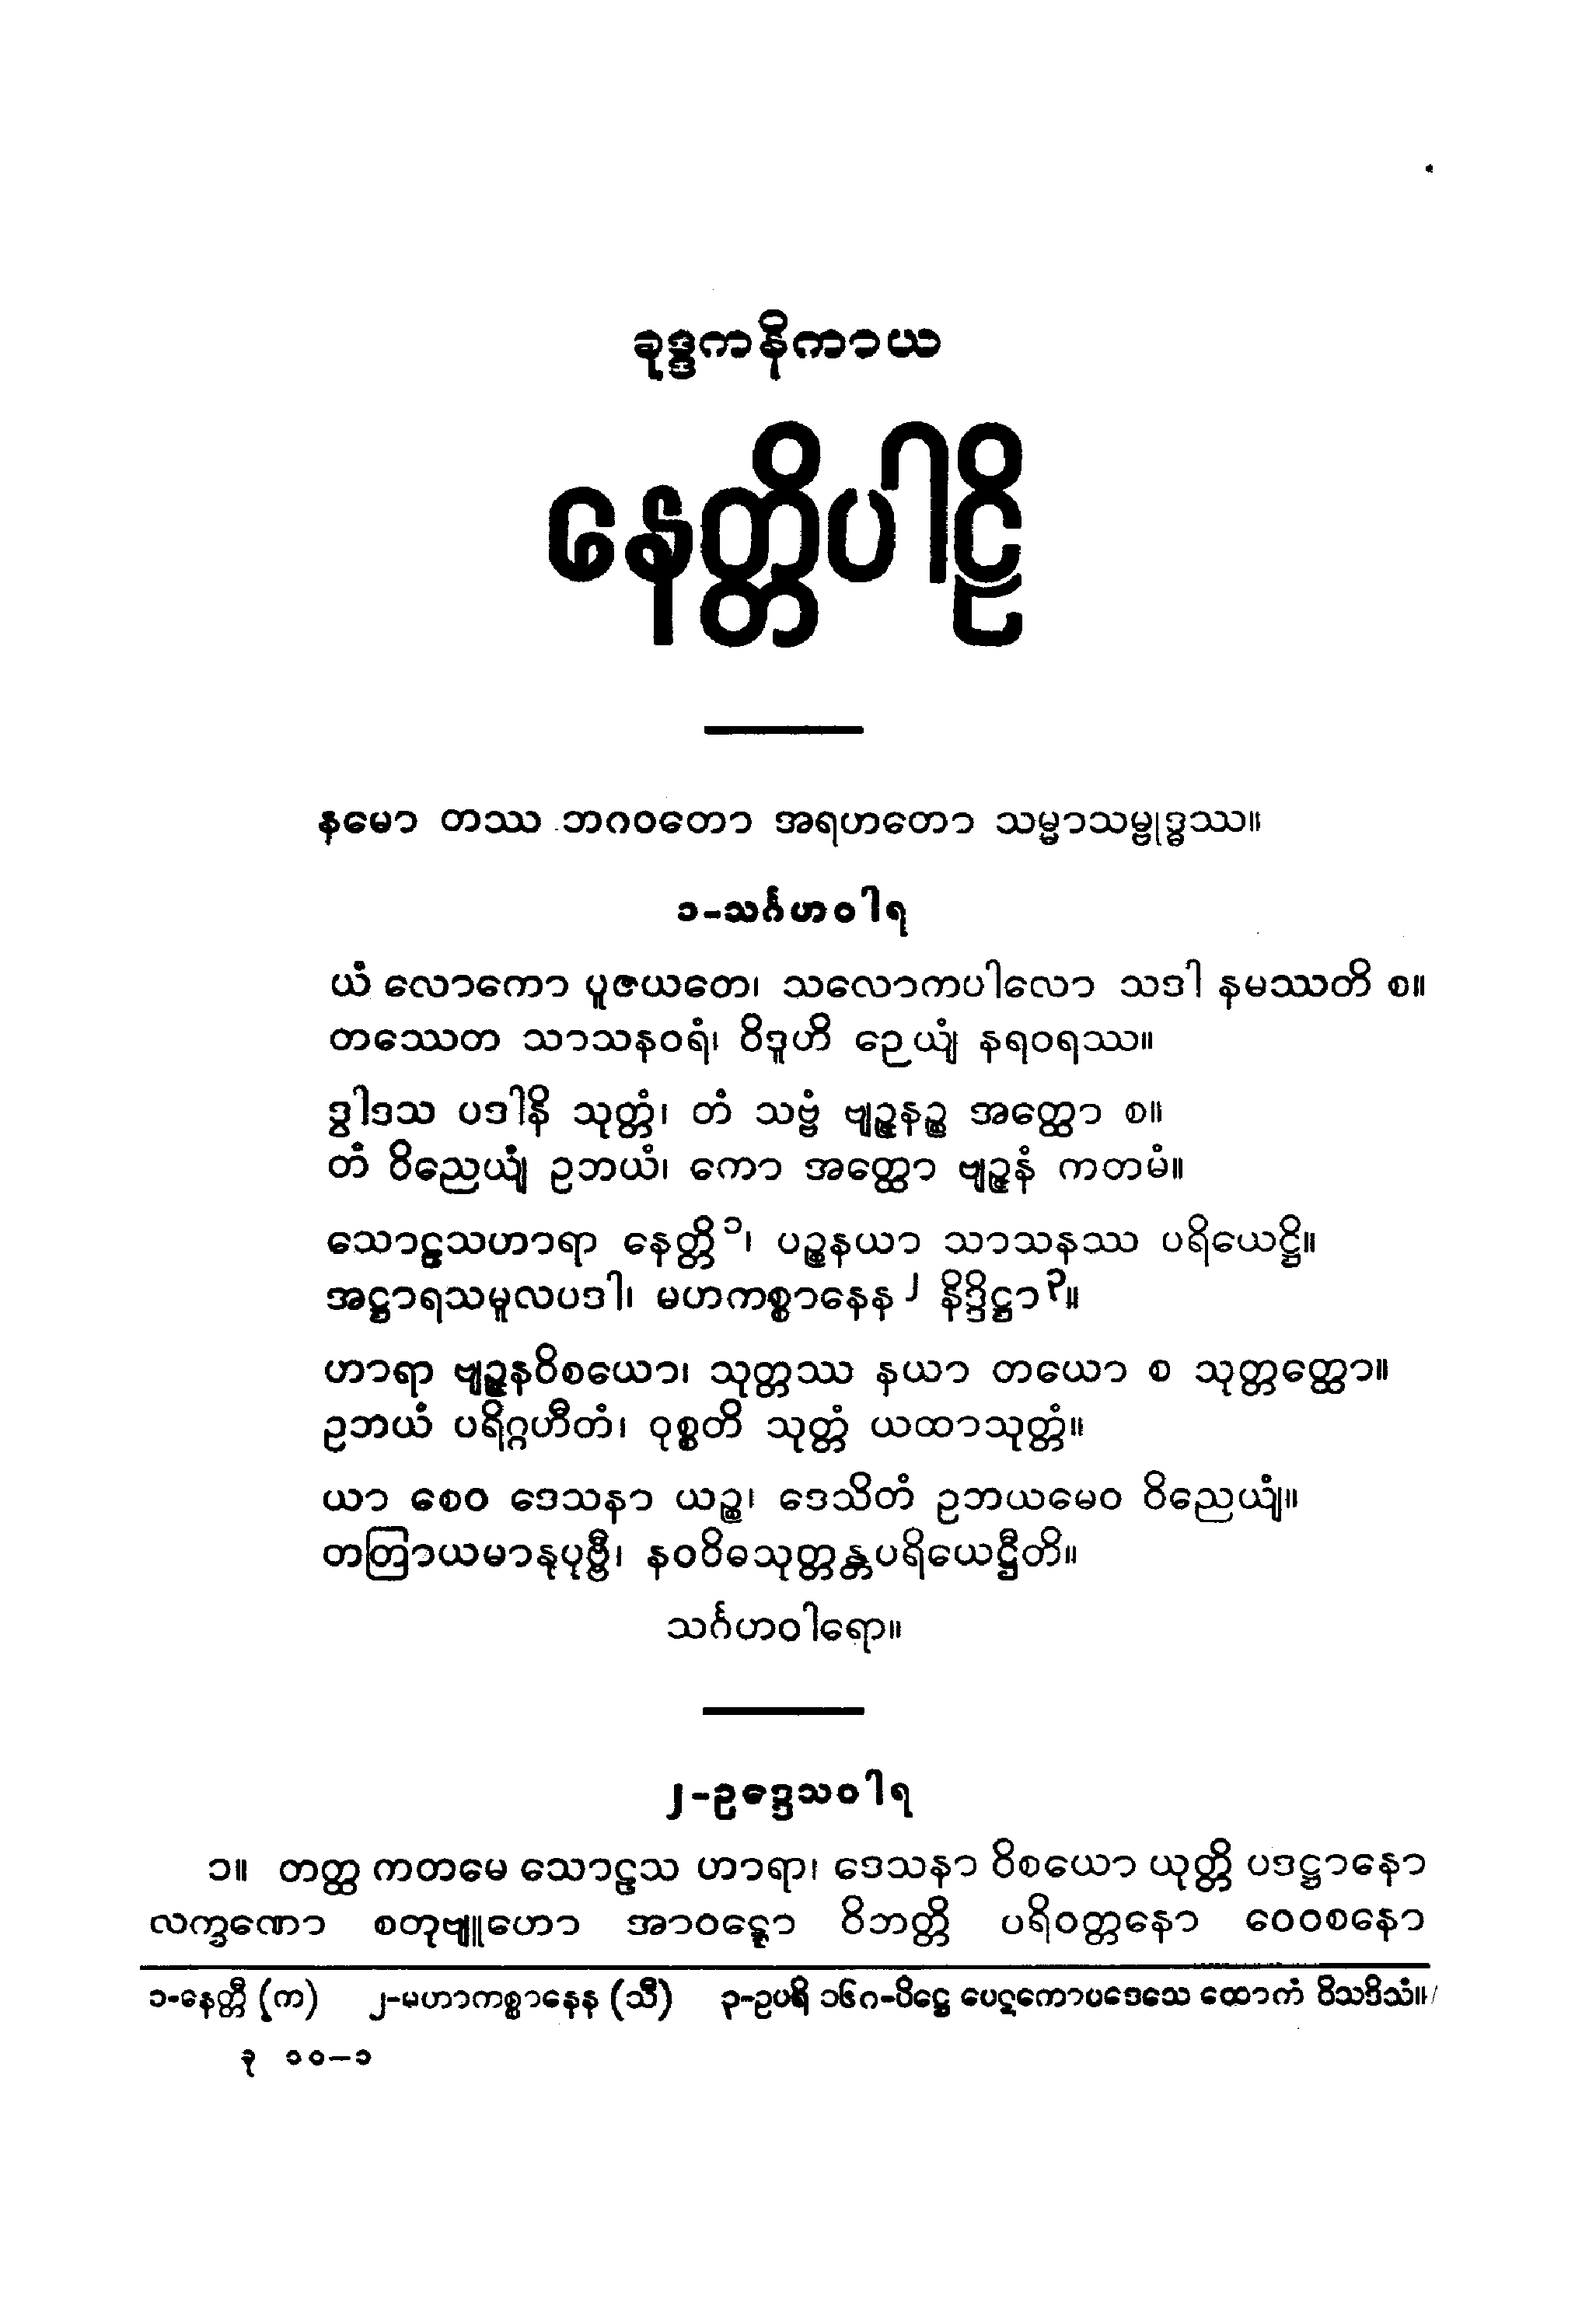 ခုဒ္ဒကနိကာယ
နေတ္တိပါဠိ
နမော တဿ ဘဂဝတော အရဟတော သမ္မာသမ္ဗုဒ္ဓဿ။
၁-သင်္ဂဟဝါရ
ယံ လောကော ပူဇယတေ၊ သလောကပါလော သဒါ နမဿတိ စ။
တဿေတ သာသနဝရံ၊ ဝိဒူဟိ ဉေယျံ နရဝရဿ။
ဒွါဒသ ပဒါနိ သုတ္တံ၊ တံ သဗ္ဗံ ဗျဉ္ဇနဉ္စ အတ္ထော စ။
တံ ဝိညေယျံ ဥဘယံ၊ ကော အတ္ထော ဗျဉ္ဇနံ ကတမံ။
သောဠသဟာရာ နေတ္တိ၁၊ ပဉ္စနယာ သာသနဿ ပရိယေဋ္ဌိ။
အဋ္ဌာရသမူလပဒါ၊ မဟကစ္စာနေန၂ နိဒ္ဒိဋ္ဌာ၃။
ဟာရာ ဗျဉ္ဇနဝိစယော၊ သုတ္တဿ နယာ တယော စ သုတ္တတ္ထော။
ဥဘယံ ပရိဂ္ဂဟီတံ၊ ဝုစ္စတိ သုတ္တံ ယထာသုတ္တံ။
ယာ စေဝ ဒေသနာ ယဉ္စ၊ ဒေသိတံ ဥဘယမေဝ ဝိညေယျံ။
တတြာယမာနုပုဗ္ဗီ၊ နဝဝိဓသုတ္တန္တပရိယေဋ္ဌီတိ။
သင်္ဂဟဝါရော။
၂-ဥဒ္ဒေသဝါရ
၁။ တတ္ထ ကတမေ သောဠသ ဟာရာ၊ ဒေသနာ ဝိစယော ယုတ္တိ ပဒဋ္ဌာနော
လက္ခဏော စတုဗျူဟော အာဝဋ္ဋော ဝိဘတ္တိ ပရိဝတ္တနော ဝေဝစနော
၁-နေတ္တီ (က) ၂-မဟာကစ္စာနေန (သီ) ၃-ဥပရိ ၁၆ဂ-ပိဋ္ဌေ ပေဋကောပဒေသေ ထောကံ ဝိသဒိသံ။
ခု ၁၀–၁